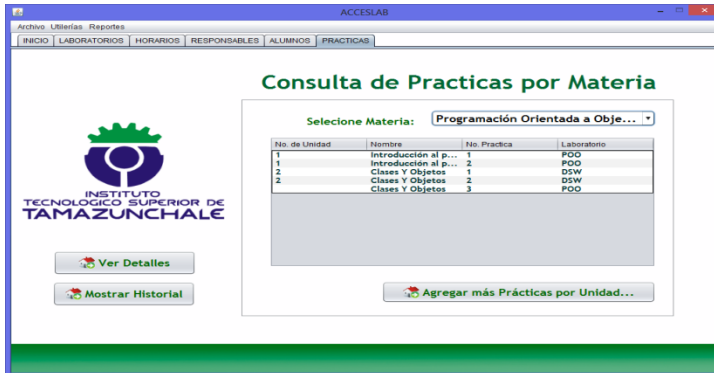 ACCESLAB
Archivo Utilerías Reportes
INICIO LABORATORIOS HORARIOS RESPONSABLES ALUMNOS PRACTICAS
Consulta de Practicas por Materia
Selecione Materia: Programación Orientada a Obje...
No. de Unidad Nombre No. Practica Laboratorio
1 Introducción al p... 1 POO
1 Introducción al p... 2 POO
2 Clases Y Objetos 1 DSW
2 Clases Y Objetos 2 DSW
Clases Y Objetos 3 POO
INSTITUTO
TECNOLOGICO SUPERIOR DE
TAMAZUNCHALE
Ver Detalles
Mostrar Historial
Agregar más Prácticas por Unidad...